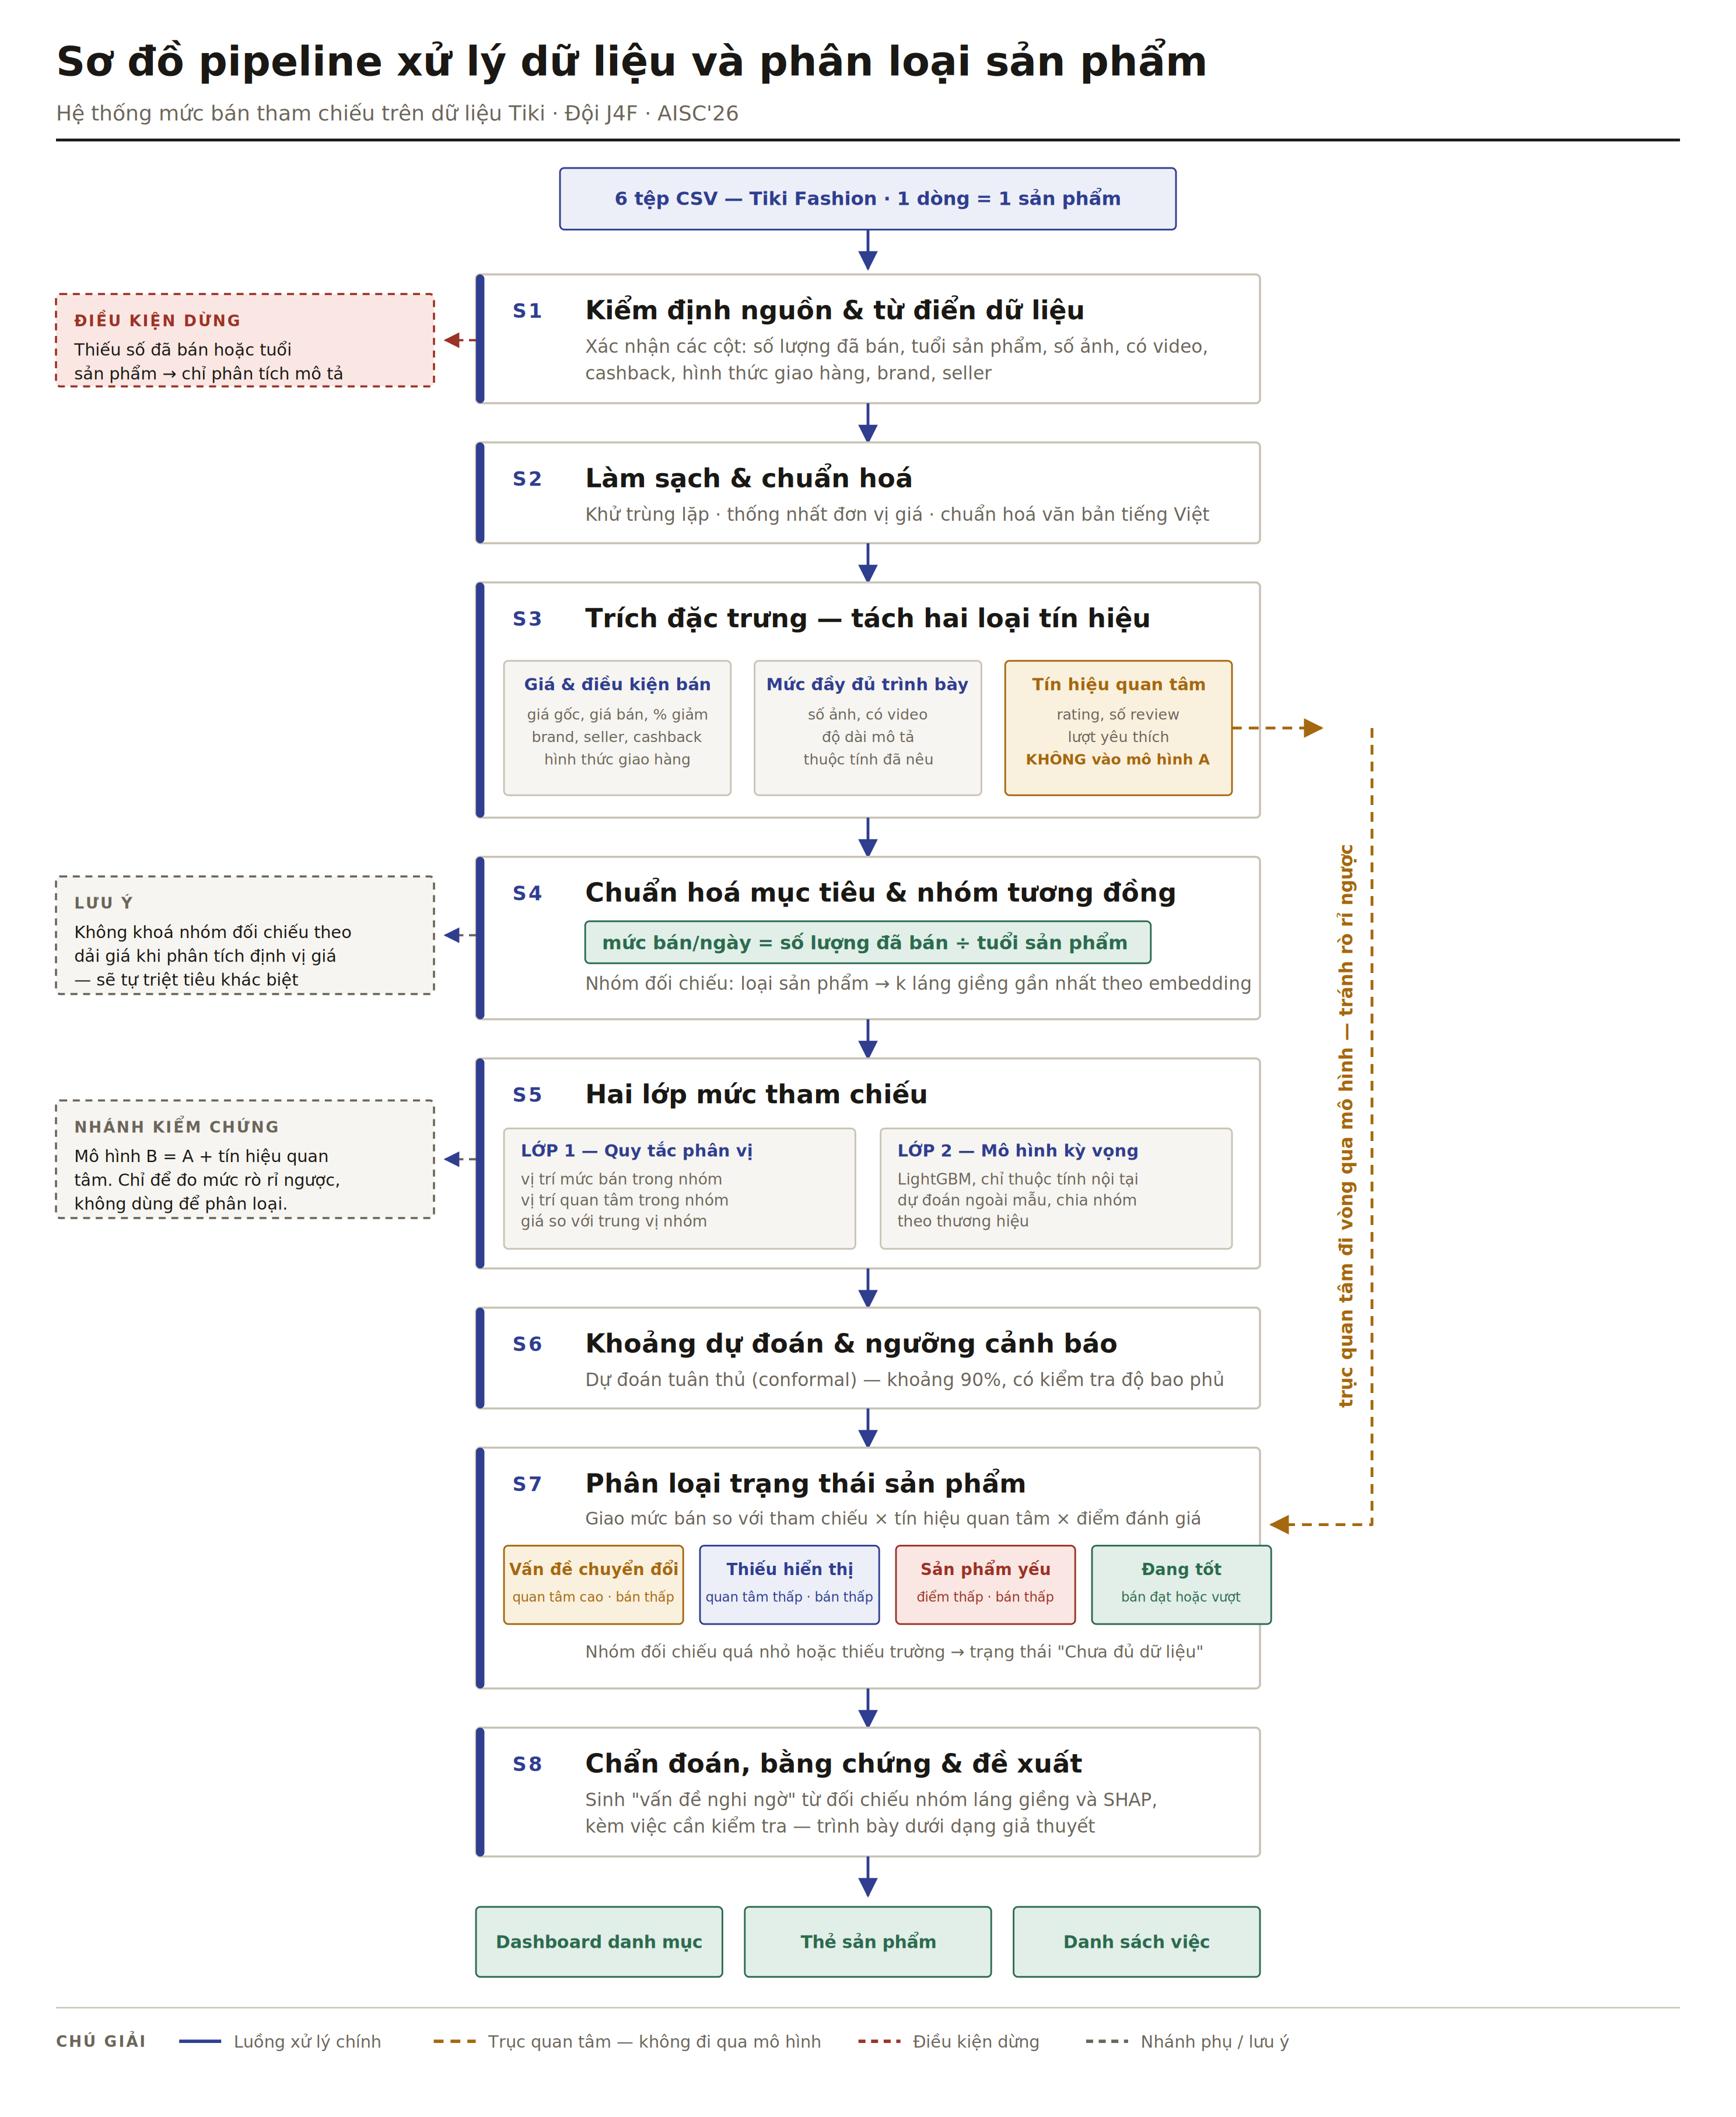 Sơ đồ pipeline xử lý dữ liệu và phân loại sản phẩm
Hệ thống mức bán tham chiếu trên dữ liệu Tiki · Đội J4F · AISC'26
6 tệp CSV — Tiki Fashion · 1 dòng = 1 sản phẩm
ĐIỀU KIỆN DỪNG
Thiếu số đã bán hoặc tuổi
sản phẩm → chỉ phân tích mô tả
S1
Kiểm định nguồn & từ điển dữ liệu
Xác nhận các cột: số lượng đã bán, tuổi sản phẩm, số ảnh, có video,
cashback, hình thức giao hàng, brand, seller
S2
Làm sạch & chuẩn hoá
Khử trùng lặp · thống nhất đơn vị giá · chuẩn hoá văn bản tiếng Việt
S3
Trích đặc trưng — tách hai loại tín hiệu
Giá & điều kiện bán
giá gốc, giá bán, % giảm
brand, seller, cashback
hình thức giao hàng
Mức đầy đủ trình bày
số ảnh, có video
độ dài mô tả
thuộc tính đã nêu
Tín hiệu quan tâm
rating, số review
lượt yêu thích
KHÔNG vào mô hình A
trục quan tâm đi vòng qua mô hình — tránh rò rỉ ngược
LƯU Ý
Không khoá nhóm đối chiếu theo
dải giá khi phân tích định vị giá
— sẽ tự triệt tiêu khác biệt
S4
Chuẩn hoá mục tiêu & nhóm tương đồng
mức bán/ngày = số lượng đã bán ÷ tuổi sản phẩm
Nhóm đối chiếu: loại sản phẩm → k láng giềng gần nhất theo embedding
NHÁNH KIỂM CHỨNG
Mô hình B = A + tín hiệu quan
tâm. Chỉ để đo mức rò rỉ ngược,
không dùng để phân loại.
S5
Hai lớp mức tham chiếu
LỚP 1 — Quy tắc phân vị
vị trí mức bán trong nhóm
vị trí quan tâm trong nhóm
giá so với trung vị nhóm
LỚP 2 — Mô hình kỳ vọng
LightGBM, chỉ thuộc tính nội tại
dự đoán ngoài mẫu, chia nhóm
theo thương hiệu
S6
Khoảng dự đoán & ngưỡng cảnh báo
Dự đoán tuân thủ (conformal) — khoảng 90%, có kiểm tra độ bao phủ
S7
Phân loại trạng thái sản phẩm
Giao mức bán so với tham chiếu × tín hiệu quan tâm × điểm đánh giá
Vấn đề chuyển đổi
quan tâm cao · bán thấp
Thiếu hiển thị
quan tâm thấp · bán thấp
Sản phẩm yếu
điểm thấp · bán thấp
Đang tốt
bán đạt hoặc vượt
Nhóm đối chiếu quá nhỏ hoặc thiếu trường → trạng thái "Chưa đủ dữ liệu"
S8
Chẩn đoán, bằng chứng & đề xuất
Sinh "vấn đề nghi ngờ" từ đối chiếu nhóm láng giềng và SHAP,
kèm việc cần kiểm tra — trình bày dưới dạng giả thuyết
Dashboard danh mục
Thẻ sản phẩm
Danh sách việc
CHÚ GIẢI
Luồng xử lý chính
Trục quan tâm — không đi qua mô hình
Điều kiện dừng
Nhánh phụ / lưu ý